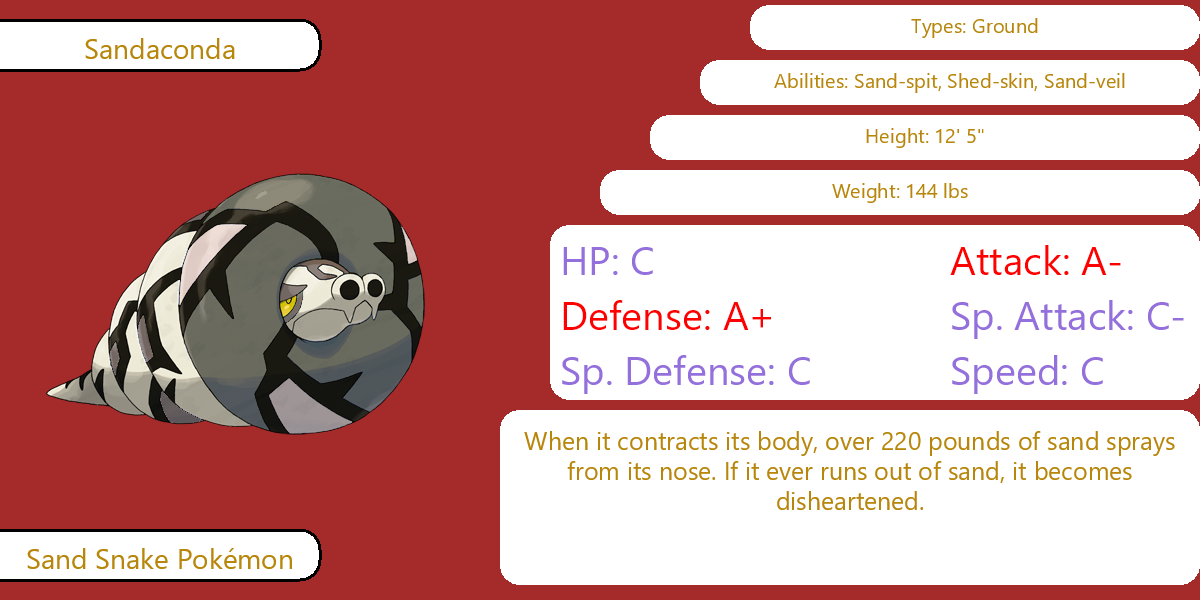 Sandaconda
Types: Ground
Abilities: Sand-spit, Shed-skin, Sand-veil
Height: 12' 5"
Weight: 144 lbs
HP: C
Attack: A-
Defense: A+
Sp. Attack: C-
Sp. Defense: C
Speed: C
When it contracts its body, over 220 pounds of sand sprays
from its nose. If it ever runs out of sand, it becomes
disheartened.
Sand Snake Pokémon